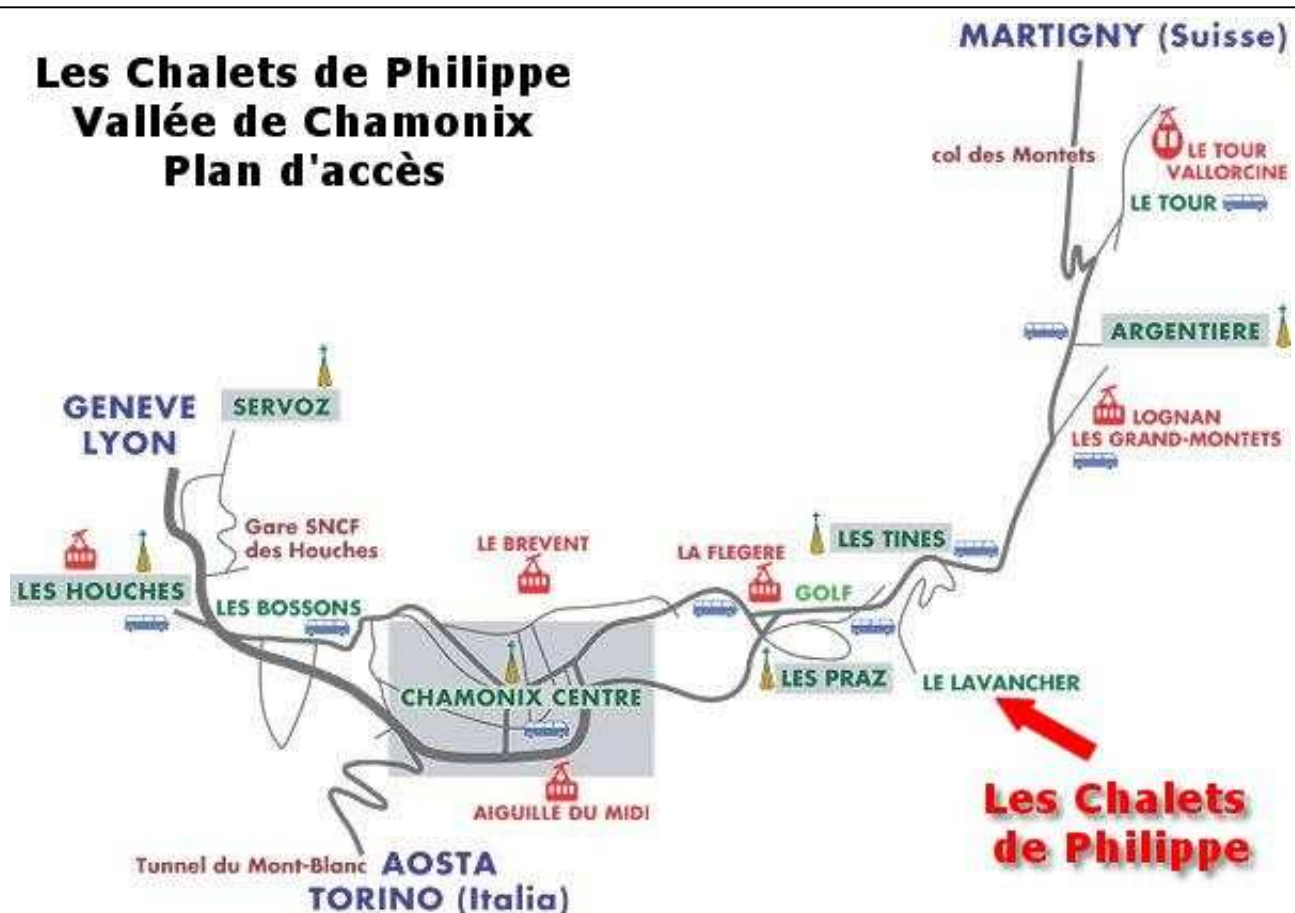 Les Chalets de Philippe
Vallée de Chamonix
Plan d'accès
MARTIGNY (Suisse)
col des Montets
LE TOUR
VALLORCINE
LE TOUR
ARGENTIERE
LOGNAN
LES GRAND-MONTETS
GENEVE
LYON
SERVOZ
Gare SNCF
des Houches
LES HOUCHES
LES BOSSONS
LE BREVENT
LA FLEGERE
LES TINES
GOLF
CHAMONIX CENTRE
LES PRAZ
LE LAVANCHER
AIGUILLE DU MIDI
Les Chalets
de Philippe
Tunnel du Mont-Blanc
AOSTA
TORINO (Italia)